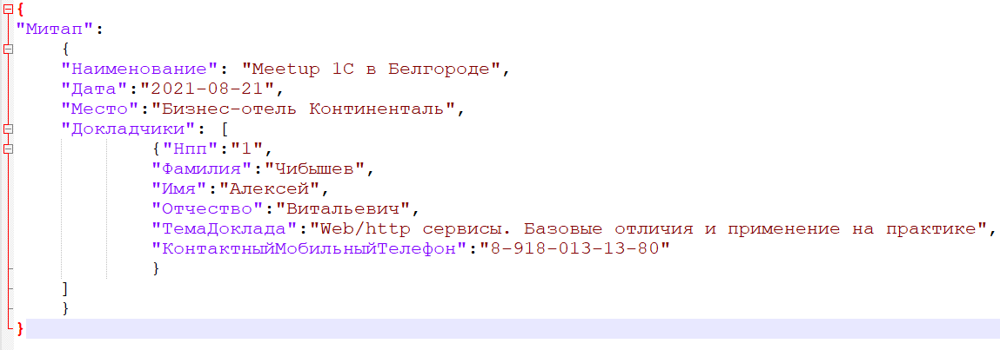 {
"Митап":
{
"Наименование": "Meetup 1С в Белгороде",
"Дата":"2021-08-21",
"Место":"Бизнес-отель Континенталь",
"Докладчики": [
{"Нпп":"1",
"Фамилия":"Чибышев",
"Имя":"Алексей",
"Отчество":"Витальевич",
"ТемаДоклада":"Web/http сервисы. Базовые отличия и применение на практике",
"КонтактныйМобильныйТелефон":"8-918-013-13-80"
}
]
}
}